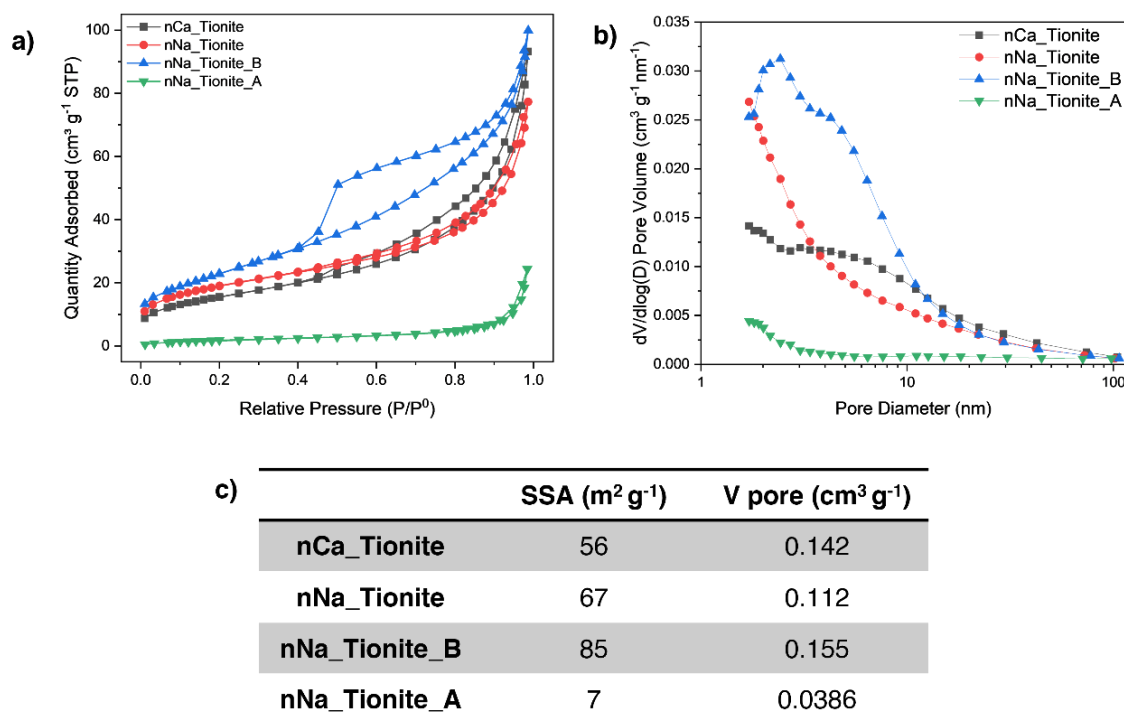 a)
nCa_Tionite
nNa_Tionite
nNa_Tionite_B
nNa_Tionite_A
100
80
60
40
20
0
Quantity Adsorbed (cm³ g⁻¹ STP)
0.0 0.2 0.4 0.6 0.8 1.0
Relative Pressure (P/P⁰)
b)
nCa_Tionite
nNa_Tionite
nNa_Tionite_B
nNa_Tionite_A
0.035
0.030
0.025
0.020
0.015
0.010
0.005
0.000
dV/dlog(D) Pore Volume (cm³ g⁻¹ nm⁻¹)
1 10 100
Pore Diameter (nm)
c)
SSA (m² g⁻¹) V pore (cm³ g⁻¹)
nCa_Tionite 56 0.142
nNa_Tionite 67 0.112
nNa_Tionite_B 85 0.155
nNa_Tionite_A 7 0.0386